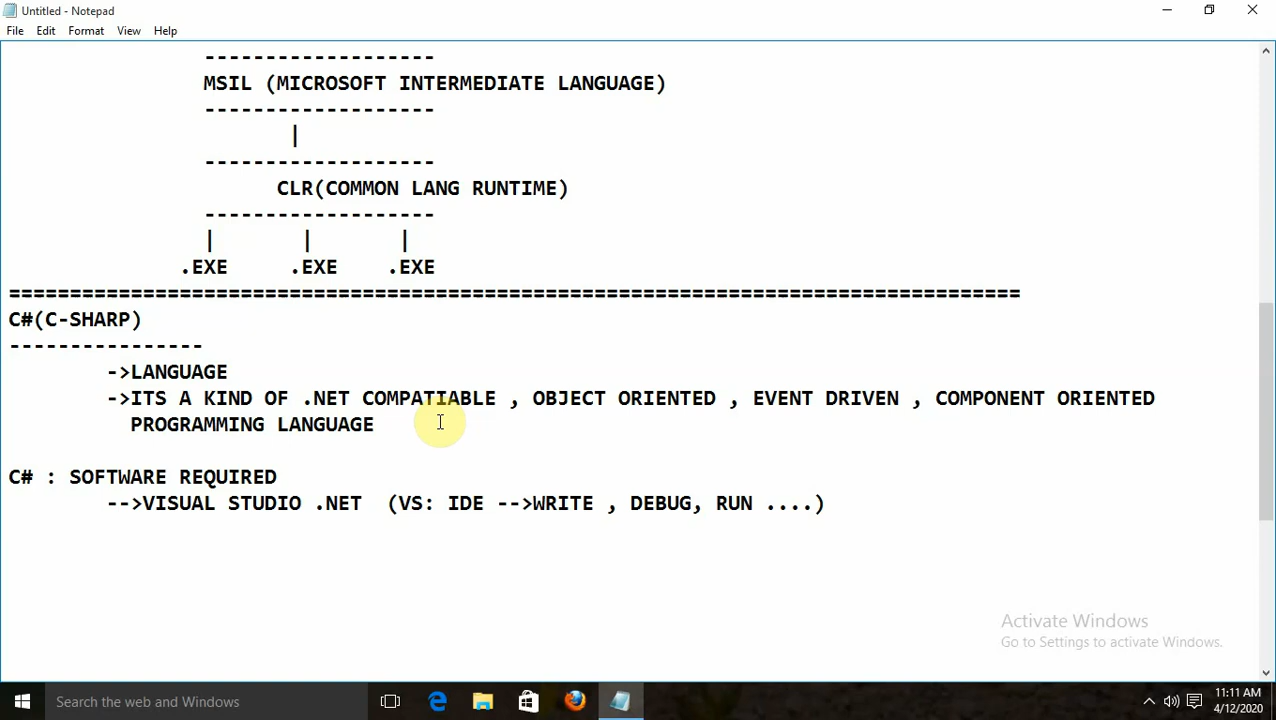 Untitled - Notepad
File Edit Format View Help
-------------------
MSIL (MICROSOFT INTERMEDIATE LANGUAGE)
-------------------
|
-------------------
CLR(COMMON LANG RUNTIME)
-------------------
| | |
.EXE .EXE .EXE
===================================================================================
C#(C-SHARP)
----------------
->LANGUAGE
->ITS A KIND OF .NET COMPATIABLE , OBJECT ORIENTED , EVENT DRIVEN , COMPONENT ORIENTED
PROGRAMMING LANGUAGE
C# : SOFTWARE REQUIRED
-->VISUAL STUDIO .NET (VS: IDE -->WRITE , DEBUG, RUN ....)
Activate Windows
Go to Settings to activate Windows.
Search the web and Windows
11:11 AM
4/12/2020